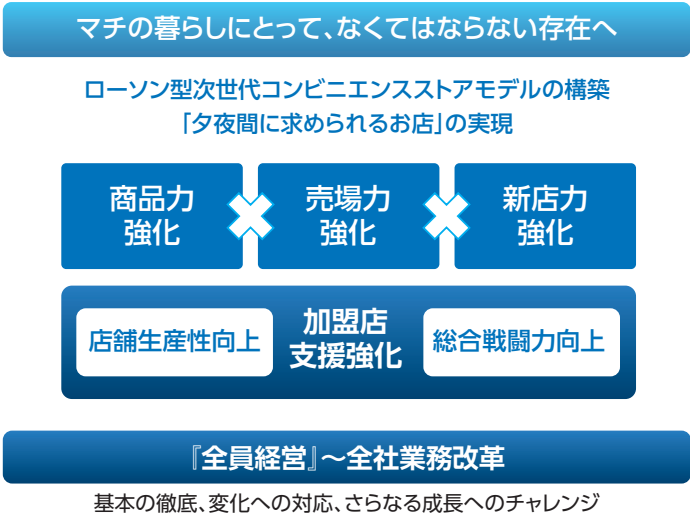 マチの暮らしにとって、なくてはならない存在へ
ローソン型次世代コンビニエンスストアモデルの構築
「夕夜間に求められるお店」の実現
商品力
強化
売場力
強化
新店力
強化
店舗生産性向上
加盟店
支援強化
総合戦闘力向上
『全員経営』～全社業務改革
基本の徹底、変化への対応、さらなる成長へのチャレンジ